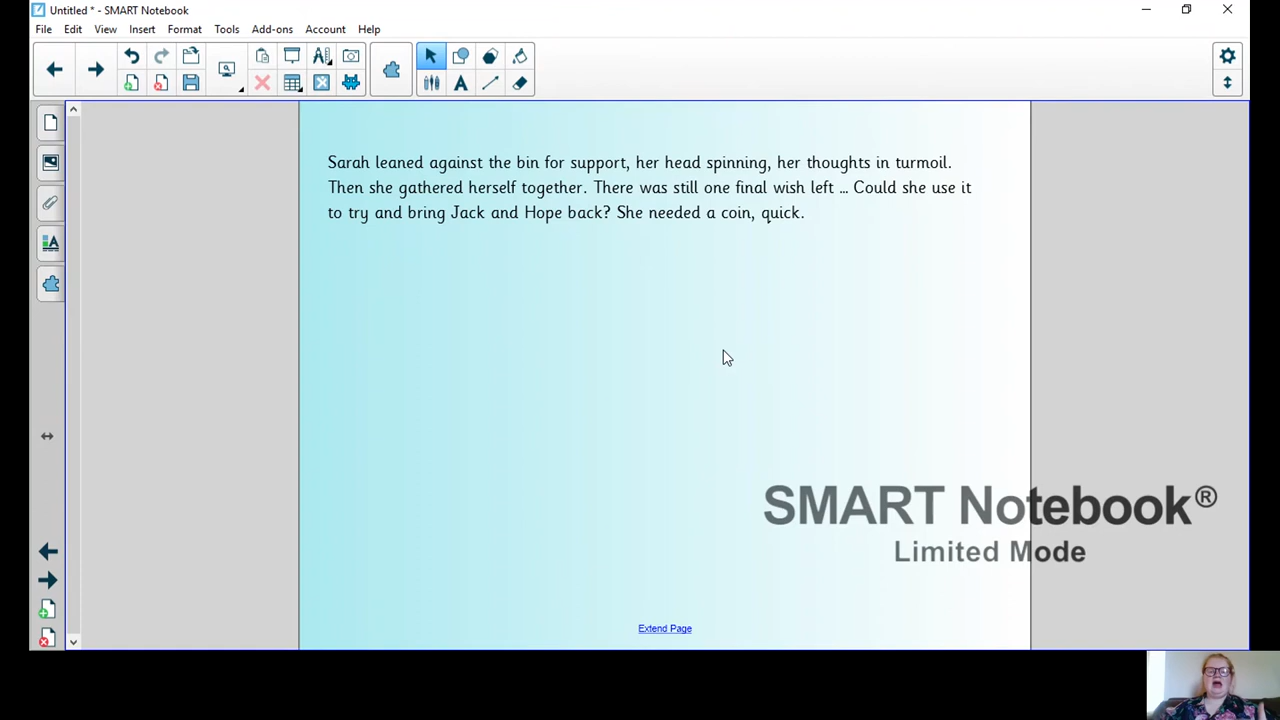 Untitled * - SMART Notebook
File Edit View Insert Format Tools Add-ons Account Help
Sarah leaned against the bin for support, her head spinning, her thoughts in turmoil.
Then she gathered herself together. There was still one final wish left ... Could she use it
to try and bring Jack and Hope back? She needed a coin, quick.
SMART Notebook®
Limited Mode
Extend Page